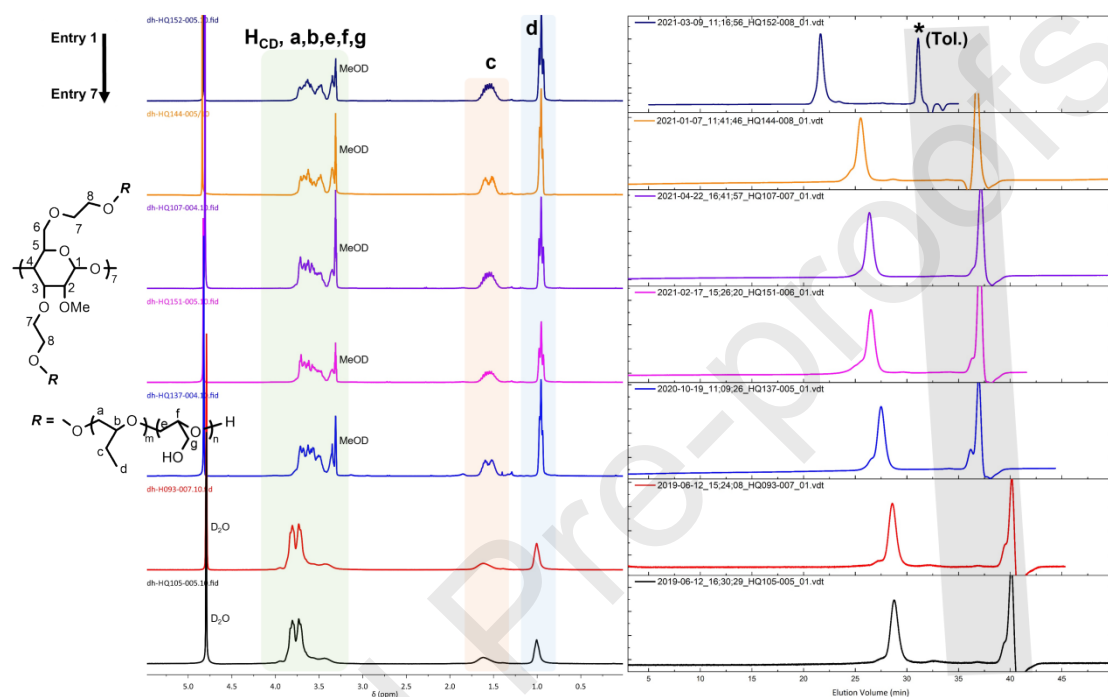 Entry 1
Entry 7
H_CD, a,b,e,f,g
c
d
dh-HQ152-005.10.fid
MeOD
dh-HQ144-005
MeOD
dh-HQ107-004.10.fid
MeOD
dh-HQ151-005.10.fid
MeOD
dh-HQ137-004.10.fid
MeOD
dh-H093-007.10.fid
D2O
dh-HQ105-005.10.fid
D2O
5.0 4.5 4.0 3.5 3.0 2.5 2.0 1.5 1.0 0.5
δ (ppm)
R
O
8
7
O
6
5
O
4
1
O
7
3
2
O
OMe
7
8
O
R
R =
O
a
b
O
m
c
d
e
f
O
n
H
g
HO
2021-03-09_11;16;56_HQ152-008_01.vdt
* (Tol.)
2021-01-07_11;41;46_HQ144-008_01.vdt
2021-04-22_16;41;57_HQ107-007_01.vdt
2021-02-17_15;26;20_HQ151-006_01.vdt
2020-10-19_11;09;26_HQ137-005_01.vdt
2019-06-12_15;24;08_HQ093-007_01.vdt
2019-06-12_16;30;29_HQ105-005_01.vdt
5 10 15 20 25 30 35 40 45
Elution Volume (min)
Pre-proofs